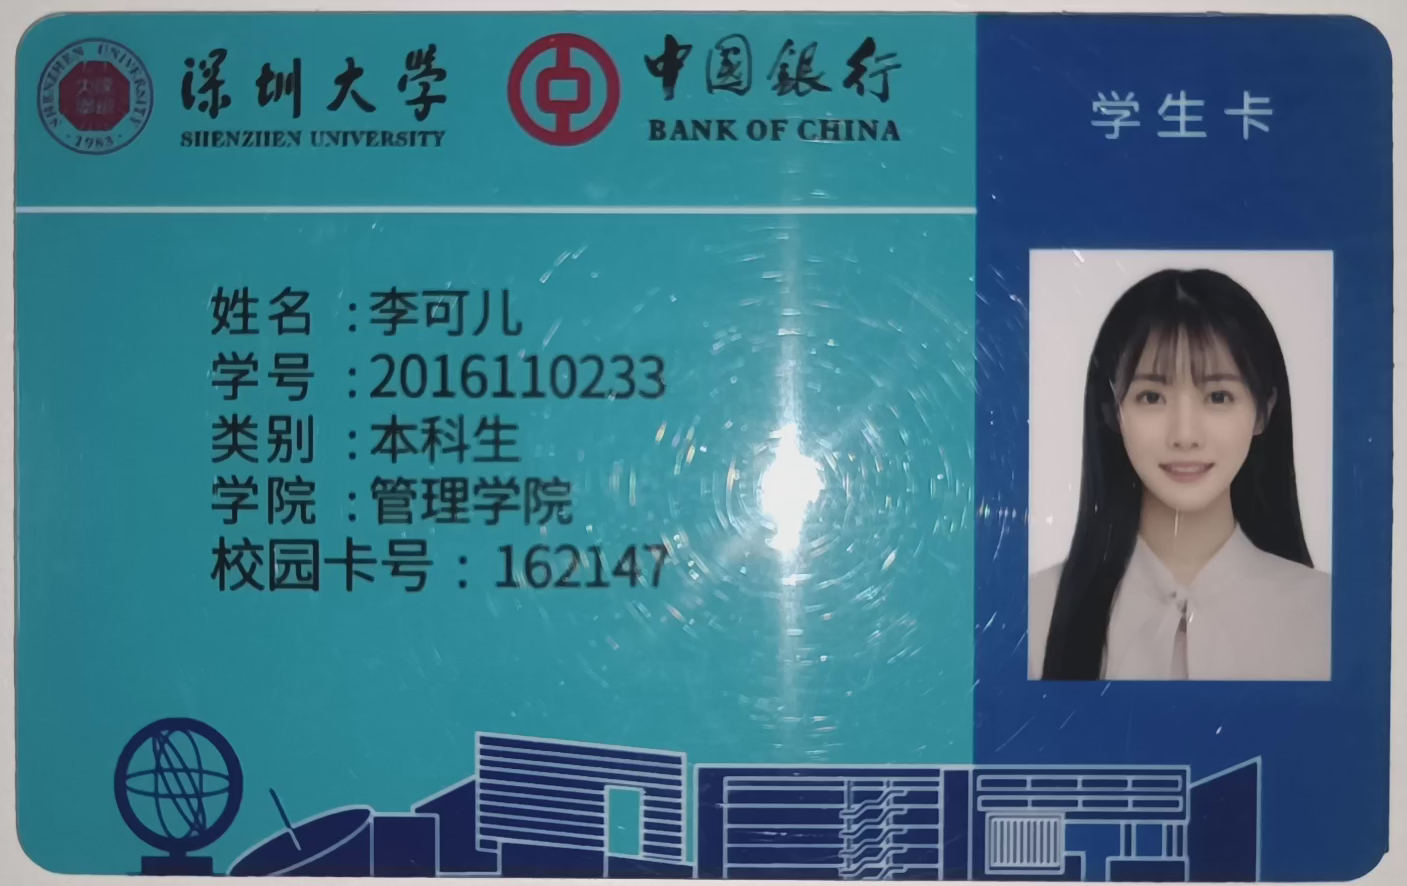 深圳大学
SHENZHEN UNIVERSITY
SHENZHEN UNIVERSITY
·1983·
中国银行
BANK OF CHINA
学生卡
姓名 :李可儿
学号 :2016110233
类别 :本科生
学院 :管理学院
校园卡号：162147